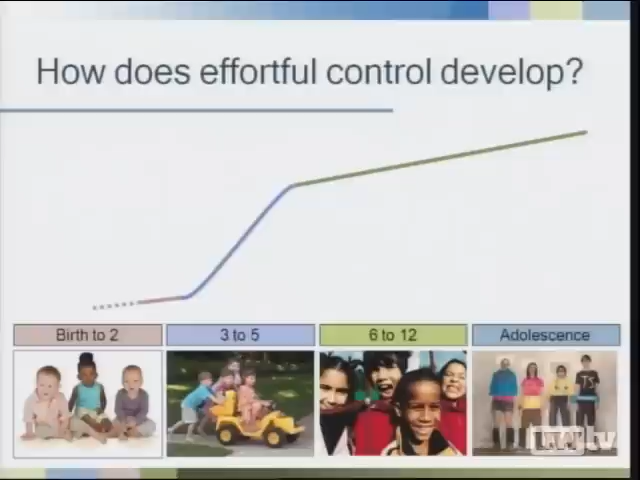 How does effortful control develop?
Birth to 2
3 to 5
6 to 12
Adolescence